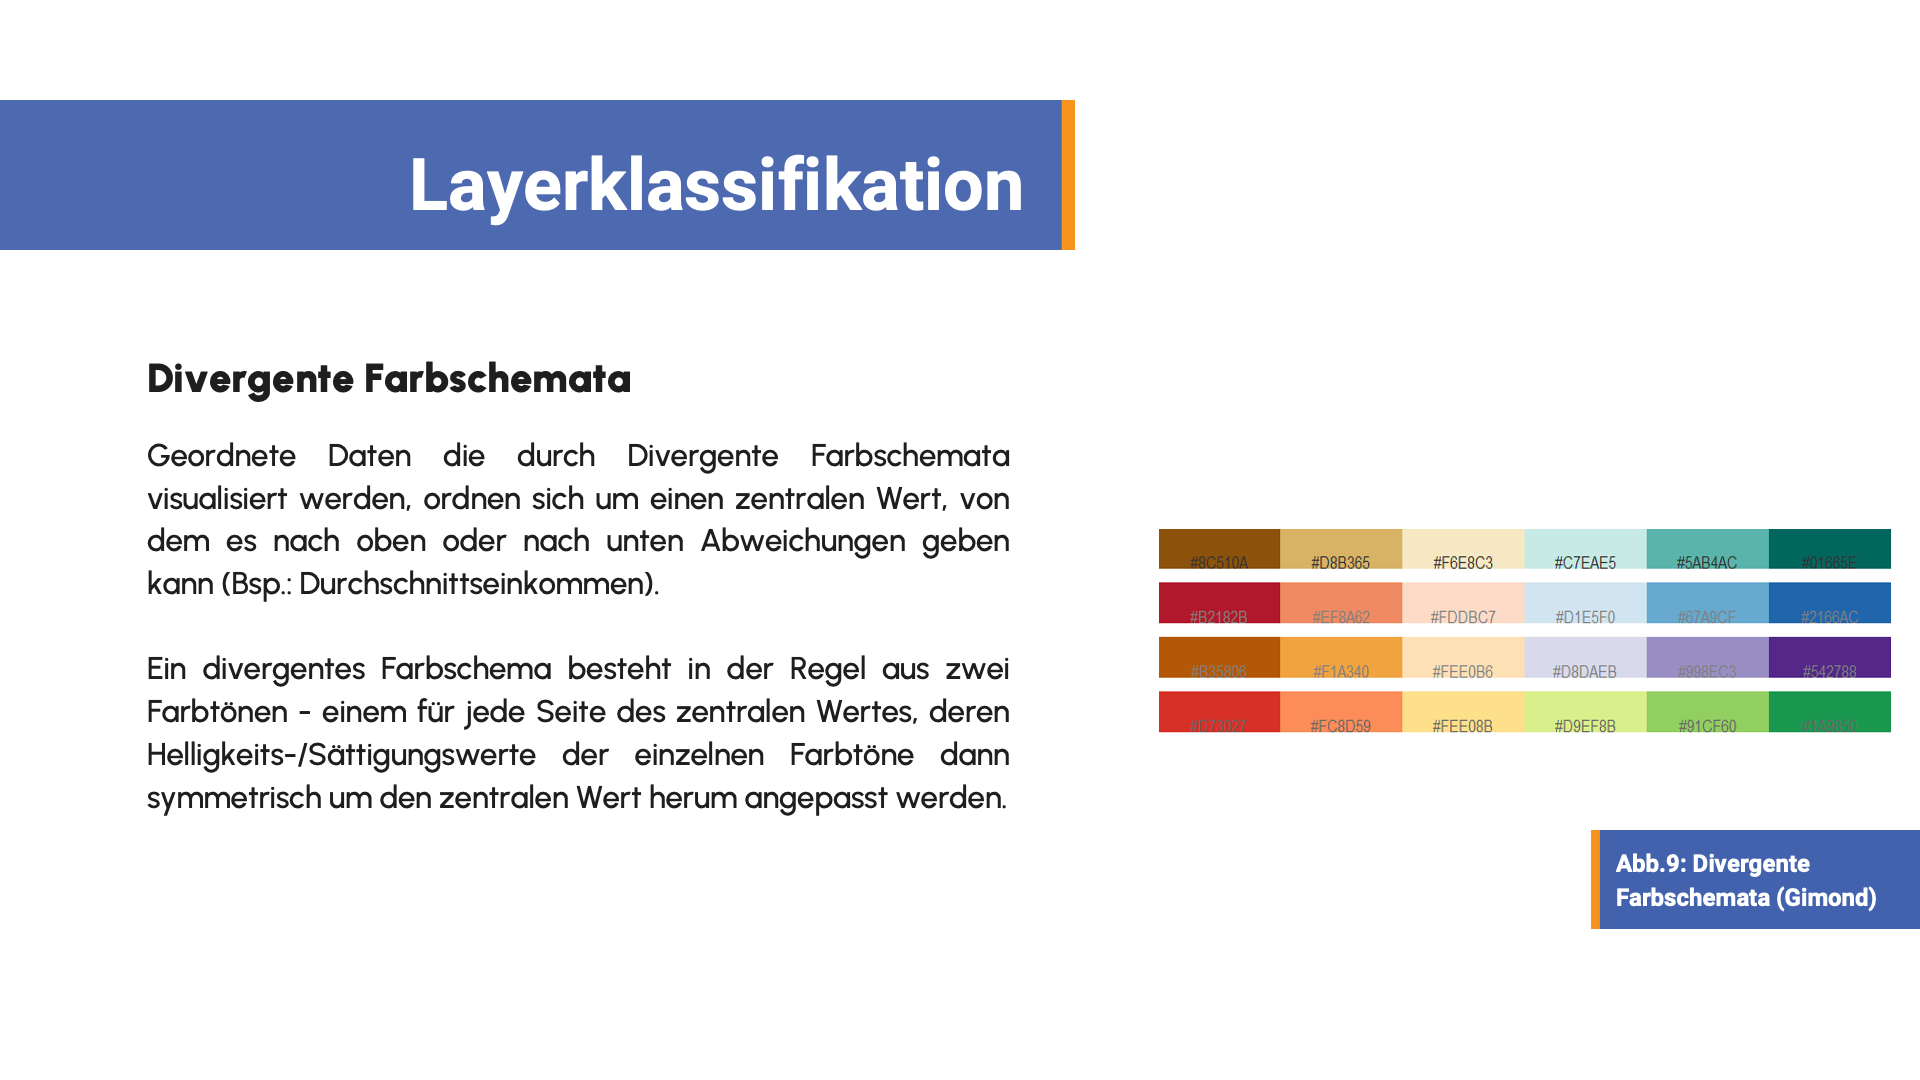 Layerklassifikation
Divergente Farbschemata
Geordnete Daten die durch Divergente Farbschemata
visualisiert werden, ordnen sich um einen zentralen Wert, von
dem es nach oben oder nach unten Abweichungen geben
kann (Bsp.: Durchschnittseinkommen).
Ein divergentes Farbschema besteht in der Regel aus zwei
Farbtönen - einem für jede Seite des zentralen Wertes, deren
Helligkeits-/Sättigungswerte der einzelnen Farbtöne dann
symmetrisch um den zentralen Wert herum angepasst werden.
#8C510A #D8B365 #F6E8C3 #C7EAE5 #5AB4AC #01665E
#B2182B #EF8A62 #FDDBC7 #D1E5F0 #67A9CF #2166AC
#B35806 #F1A340 #FEE0B6 #D8DAEB #998EC3 #542788
#D73027 #FC8D59 #FEE08B #D9EF8B #91CF60 #1A9850
Abb.9: Divergente
Farbschemata (Gimond)